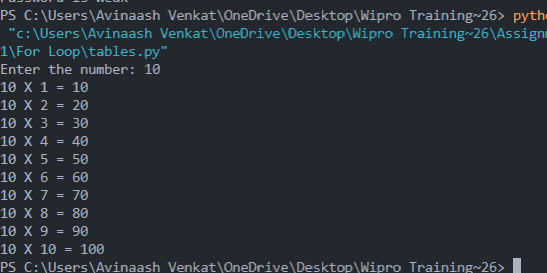 Password is weak
PS C:\Users\Avinaash Venkat\OneDrive\Desktop\Wipro Training~26> pytho
"c:\Users\Avinaash Venkat\OneDrive\Desktop\Wipro Training~26\Assignm
1\For Loop\tables.py"
Enter the number: 10
10 X 1 = 10
10 X 2 = 20
10 X 3 = 30
10 X 4 = 40
10 X 5 = 50
10 X 6 = 60
10 X 7 = 70
10 X 8 = 80
10 X 9 = 90
10 X 10 = 100
PS C:\Users\Avinaash Venkat\OneDrive\Desktop\Wipro Training~26>